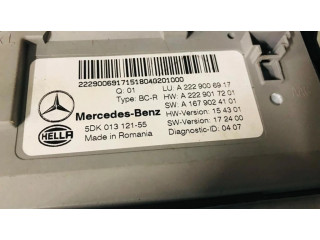 22290069171518040201000
Q: 01 LU: A 222 900 69 17
Type: BC-R HW: A 222 901 72 01
Mercedes-Benz SW: A 167 902 41 01
HELLA 5DK 013 121-55 HW-Version: 15 43 01
Made in Romania SW-Version: 17 24 00
Diagnostic-ID: 04 07